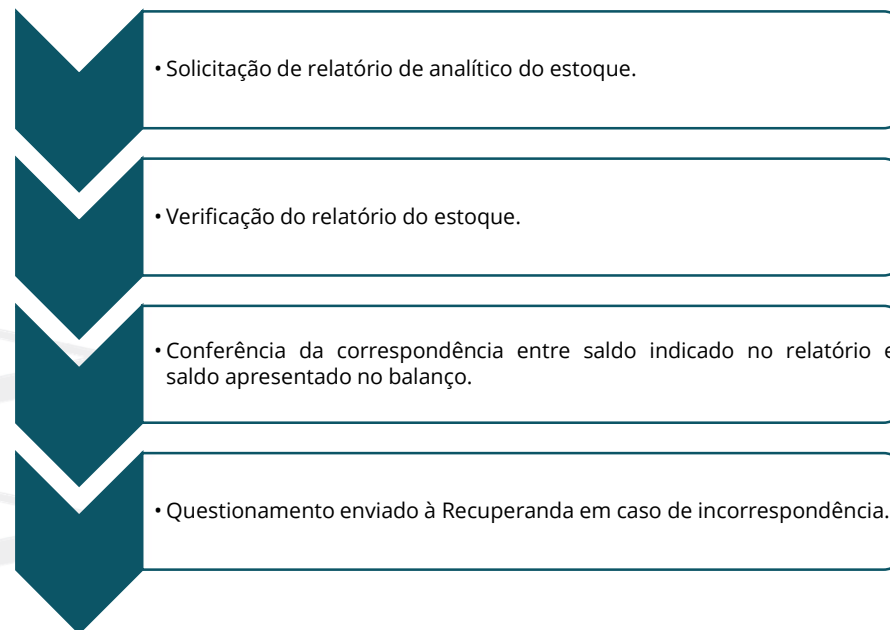 • Solicitação de relatório de analítico do estoque.
• Verificação do relatório do estoque.
• Conferência da correspondência entre saldo indicado no relatório e
saldo apresentado no balanço.
• Questionamento enviado à Recuperanda em caso de incorrespondência.